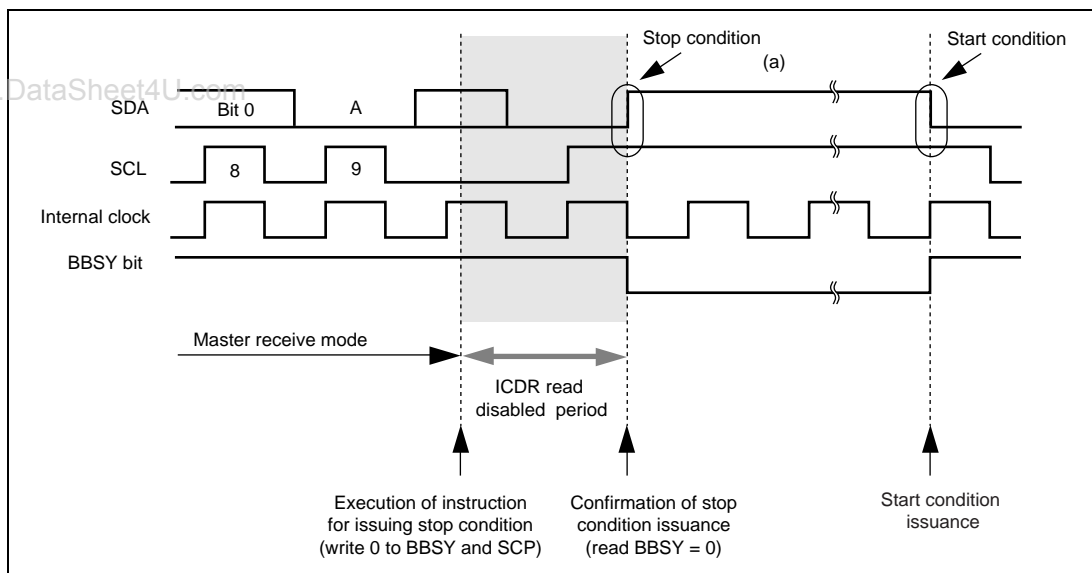 Stop condition
(a)
Start condition
.DataSheet4U.com
SDA
Bit 0
A
SCL
8
9
Internal clock
BBSY bit
Master receive mode
ICDR read
disabled period
Execution of instruction
for issuing stop condition
(write 0 to BBSY and SCP)
Confirmation of stop
condition issuance
(read BBSY = 0)
Start condition
issuance